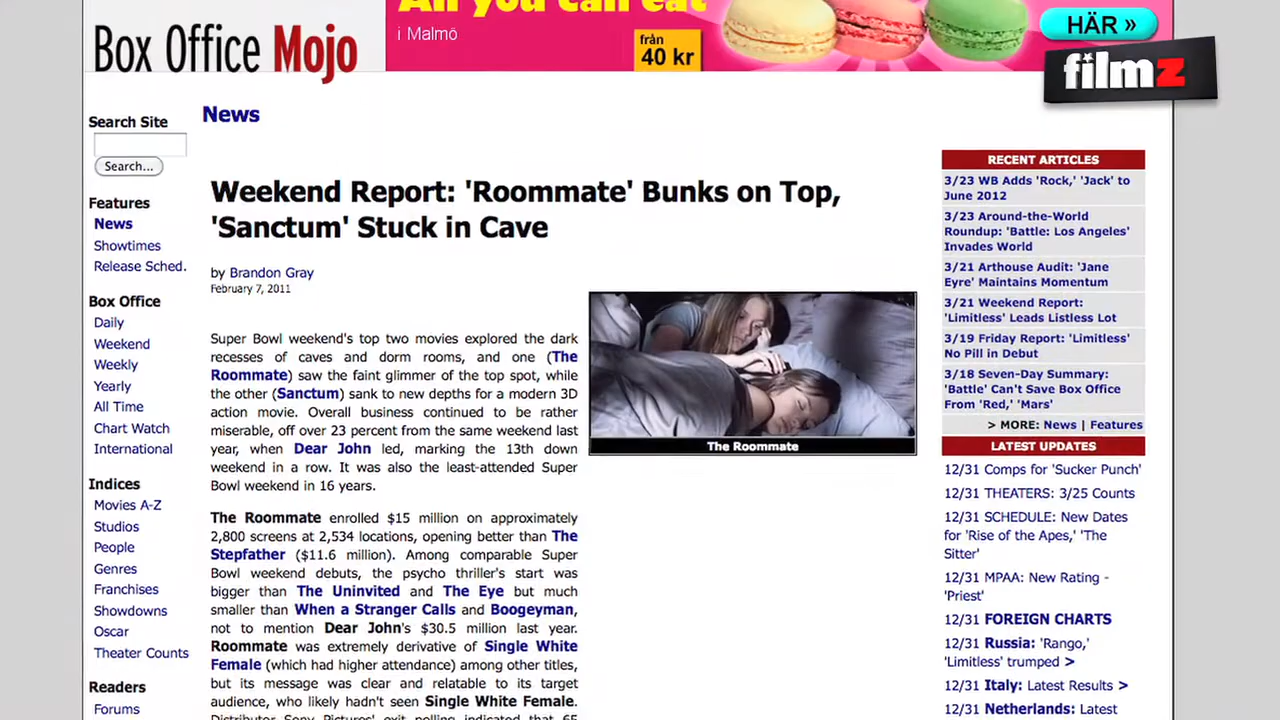 All you can eat
i Malmö
från
40 kr
HÄR »
filmz
Box Office Mojo
Search Site
Search...
Features
News
Showtimes
Release Sched.
Box Office
Daily
Weekend
Weekly
Yearly
All Time
Chart Watch
International
Indices
Movies A-Z
Studios
People
Genres
Franchises
Showdowns
Oscar
Theater Counts
Readers
Forums
News
Weekend Report: 'Roommate' Bunks on Top,
'Sanctum' Stuck in Cave
by Brandon Gray
February 7, 2011
Super Bowl weekend's top two movies explored the dark
recesses of caves and dorm rooms, and one (The
Roommate) saw the faint glimmer of the top spot, while
the other (Sanctum) sank to new depths for a modern 3D
action movie. Overall business continued to be rather
miserable, off over 23 percent from the same weekend last
year, when Dear John led, marking the 13th down
weekend in a row. It was also the least-attended Super
Bowl weekend in 16 years.
The Roommate
The Roommate enrolled $15 million on approximately
2,800 screens at 2,534 locations, opening better than The
Stepfather ($11.6 million). Among comparable Super
Bowl weekend debuts, the psycho thriller's start was
bigger than The Uninvited and The Eye but much
smaller than When a Stranger Calls and Boogeyman,
not to mention Dear John's $30.5 million last year.
Roommate was extremely derivative of Single White
Female (which had higher attendance) among other titles,
but its message was clear and relatable to its target
audience, who likely hadn't seen Single White Female.
Distributor Sony Pictures' exit polling indicated that 65
RECENT ARTICLES
3/23 WB Adds 'Rock,' 'Jack' to
June 2012
3/23 Around-the-World
Roundup: 'Battle: Los Angeles'
Invades World
3/21 Arthouse Audit: 'Jane
Eyre' Maintains Momentum
3/21 Weekend Report:
'Limitless' Leads Listless Lot
3/19 Friday Report: 'Limitless'
No Pill in Debut
3/18 Seven-Day Summary:
'Battle' Can't Save Box Office
From 'Red,' 'Mars'
> MORE: News | Features
LATEST UPDATES
12/31 Comps for 'Sucker Punch'
12/31 THEATERS: 3/25 Counts
12/31 SCHEDULE: New Dates
for 'Rise of the Apes,' 'The
Sitter'
12/31 MPAA: New Rating -
'Priest'
12/31 FOREIGN CHARTS
12/31 Russia: 'Rango,'
'Limitless' trumped >
12/31 Italy: Latest Results >
12/31 Netherlands: Latest